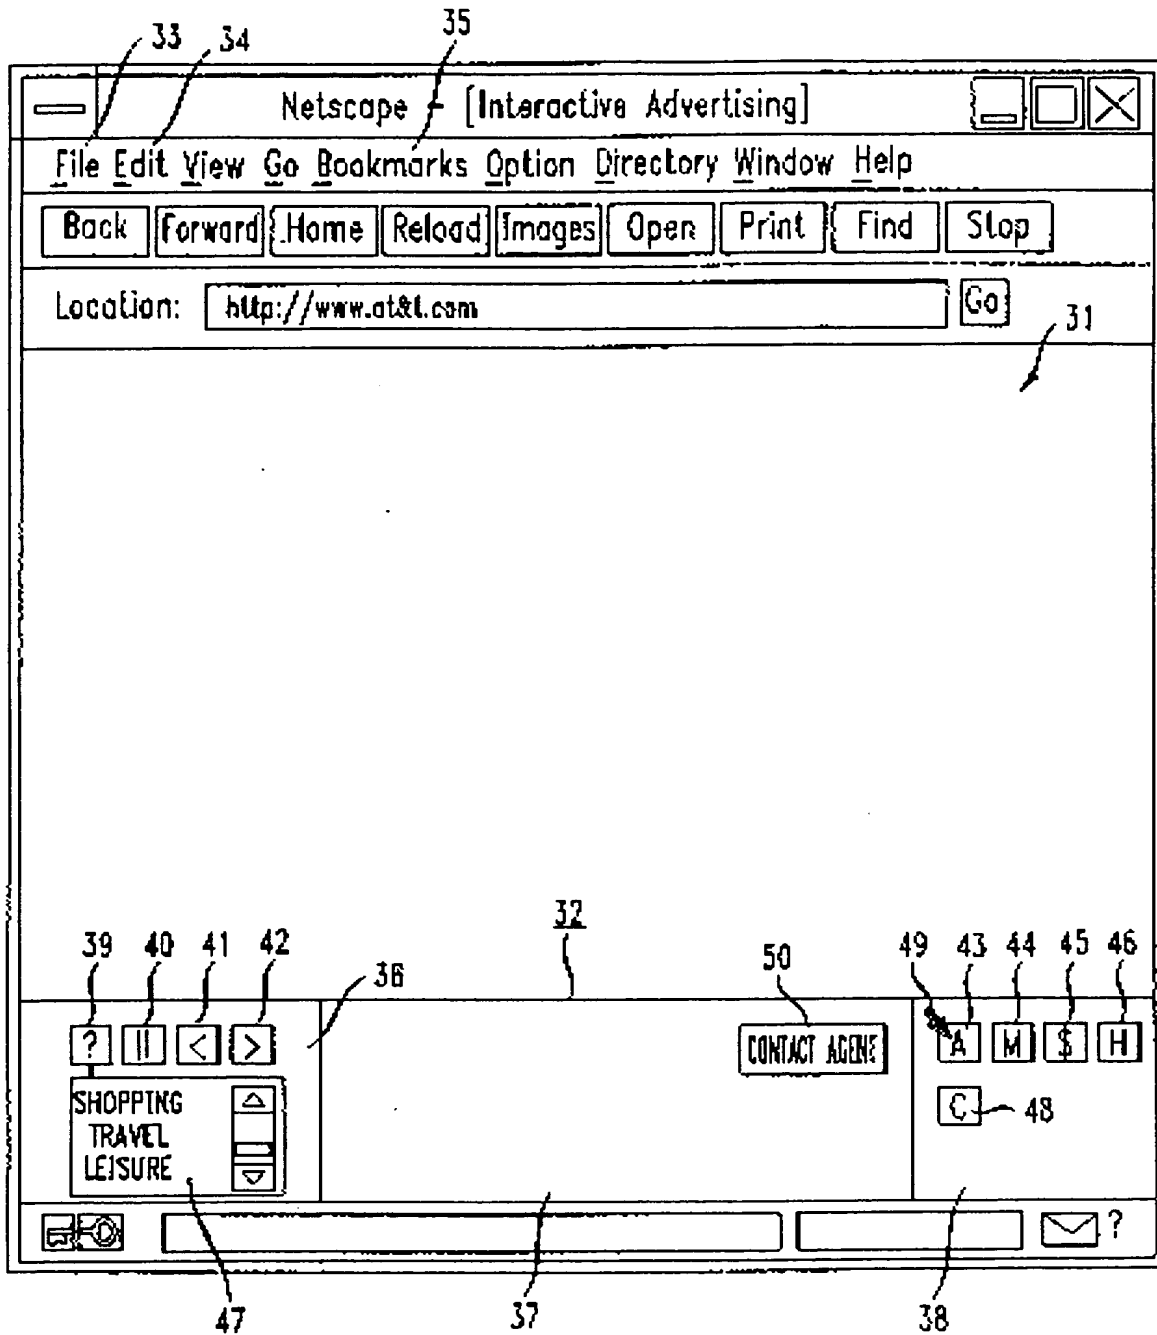 33 34 35
Netscape - [Interactive Advertising]
File Edit View Go Bookmarks Option Directory Window Help
Back Forward Home Reload Images Open Print Find Stop
Location: http://www.at&t.com Go
31
32
39 40 41 42 36 50 49 43 44 45 46
? || < > CONTACT AGENE A M $ H
C 48
SHOPPING
TRAVEL
LEISURE
?
47 37 38